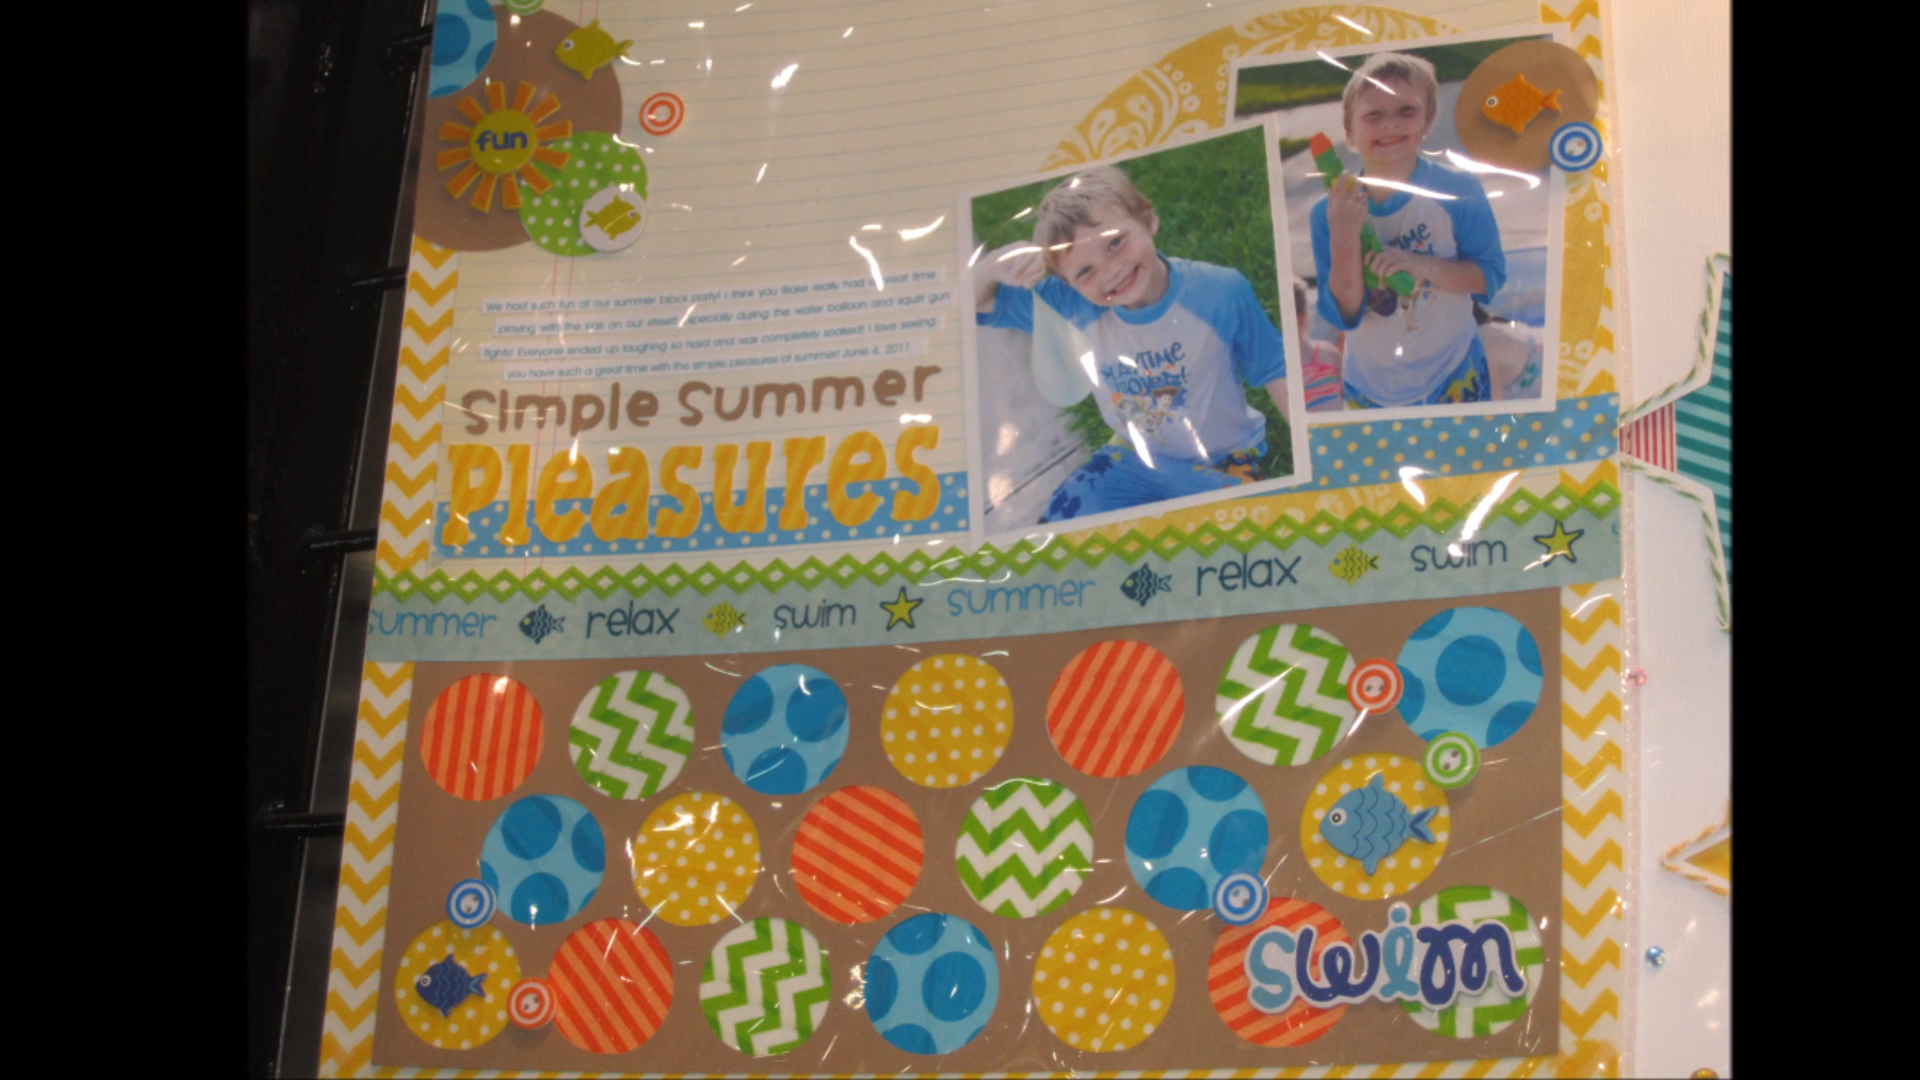 fun
We had such fun at our summer block party! I think you Blake really had a great time
playing with the kids on our street, especially during the water balloon and squirt gun
fights! Everyone ended up laughing so hard and was completely soaked! I love seeing
you have such a great time with the simple pleasures of summer! June 4, 2011
simple summer
Pleasures
summer relax swim summer relax swim
swim